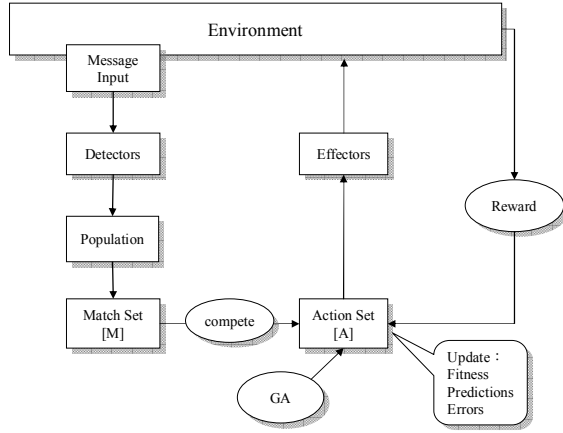 Environment
Message
Input
Detectors
Effectors
Reward
Population
Match Set
[M]
compete
Action Set
[A]
GA
Update：
Fitness
Predictions
Errors